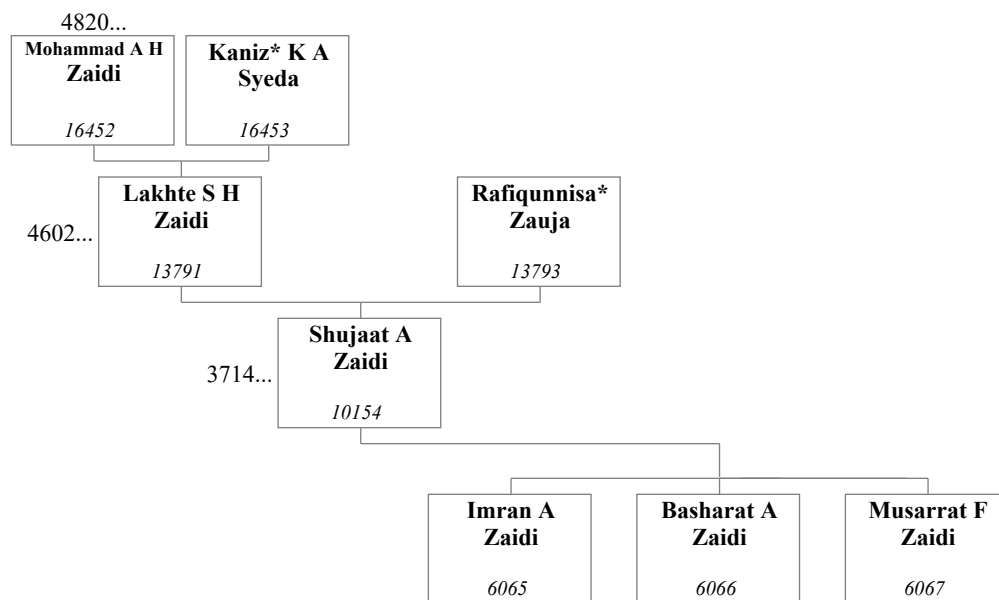 4820...
Mohammad A H
Zaidi
16452
Kaniz* K A
Syeda
16453
Lakhte S H
Zaidi
13791
4602...
Rafiqunnisa*
Zauja
13793
Shujaat A
Zaidi
10154
3714...
Imran A
Zaidi
6065
Basharat A
Zaidi
6066
Musarrat F
Zaidi
6067